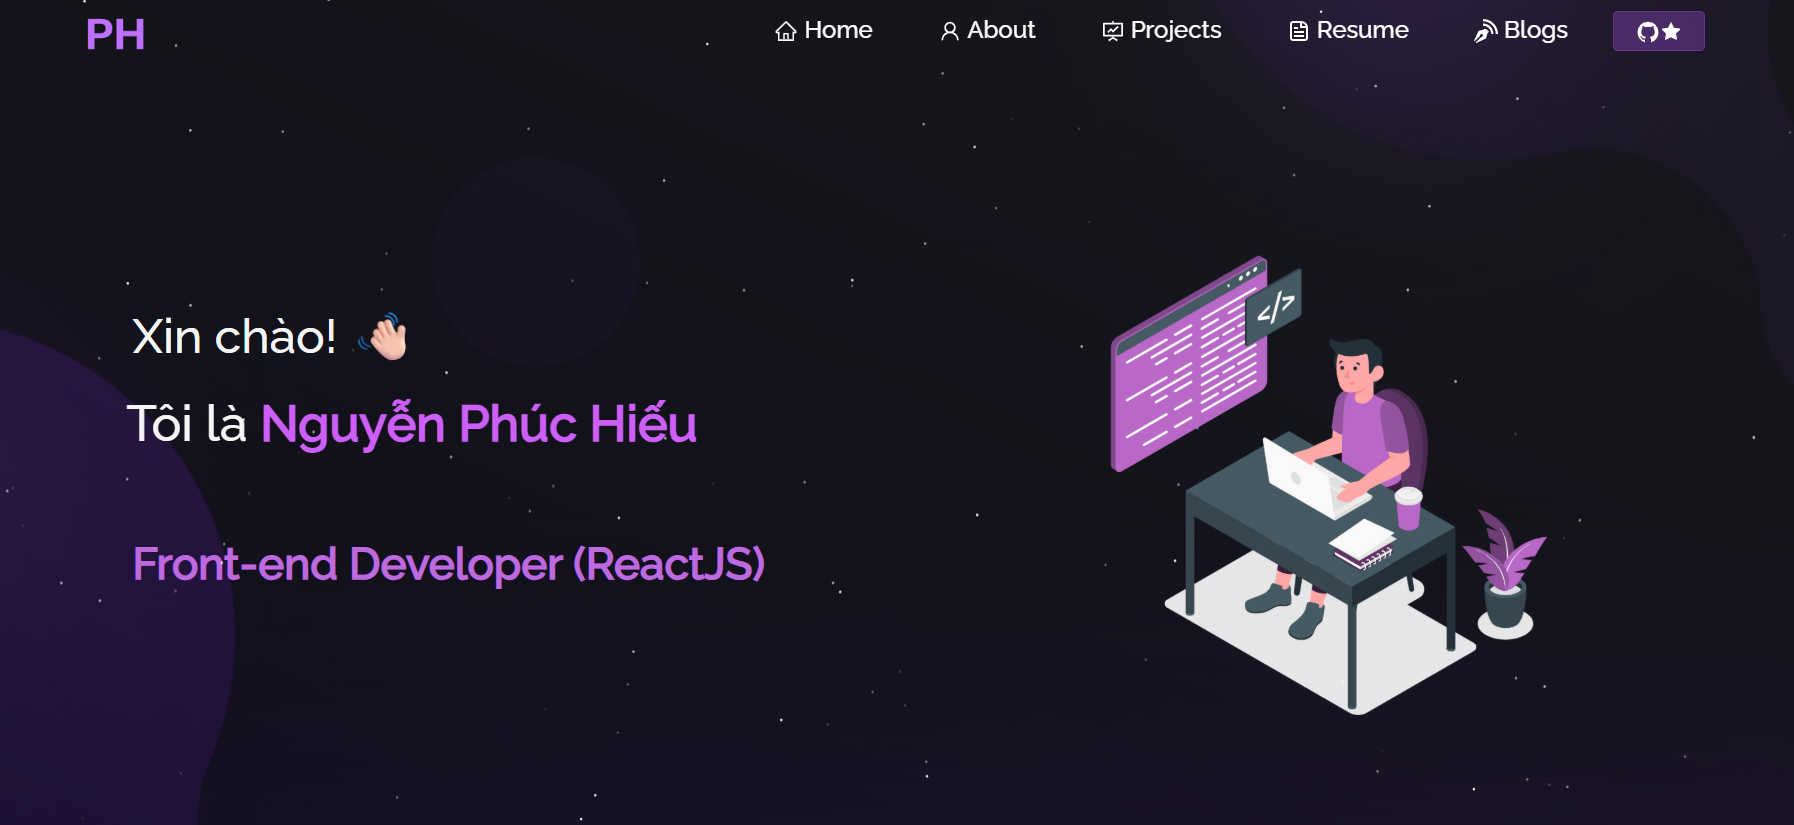 PH
Home About Projects Resume Blogs
</>
Xin chào! 👋🏻
Tôi là Nguyễn Phúc Hiếu
Front-end Developer (ReactJS)